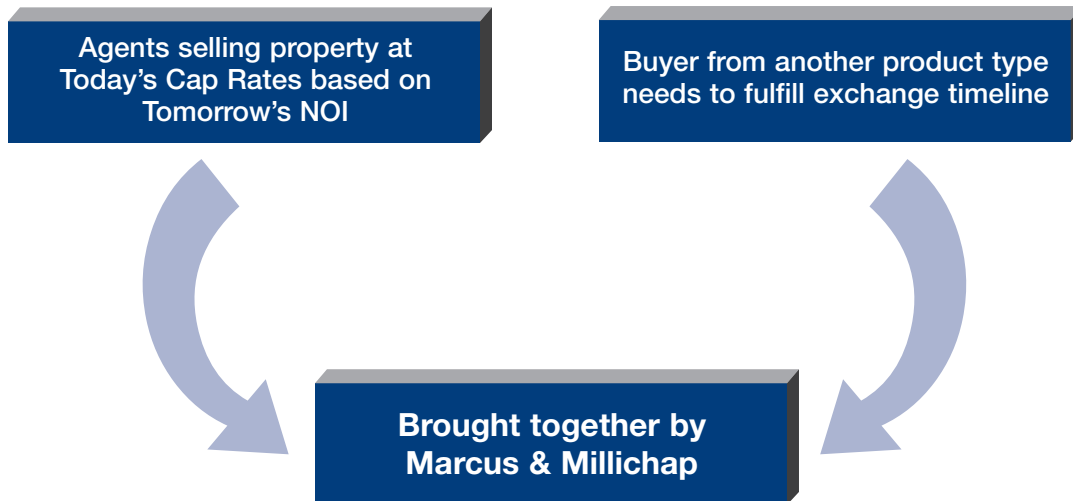 Agents selling property at
Today’s Cap Rates based on
Tomorrow’s NOI
Buyer from another product type
needs to fulfill exchange timeline
Brought together by
Marcus & Millichap